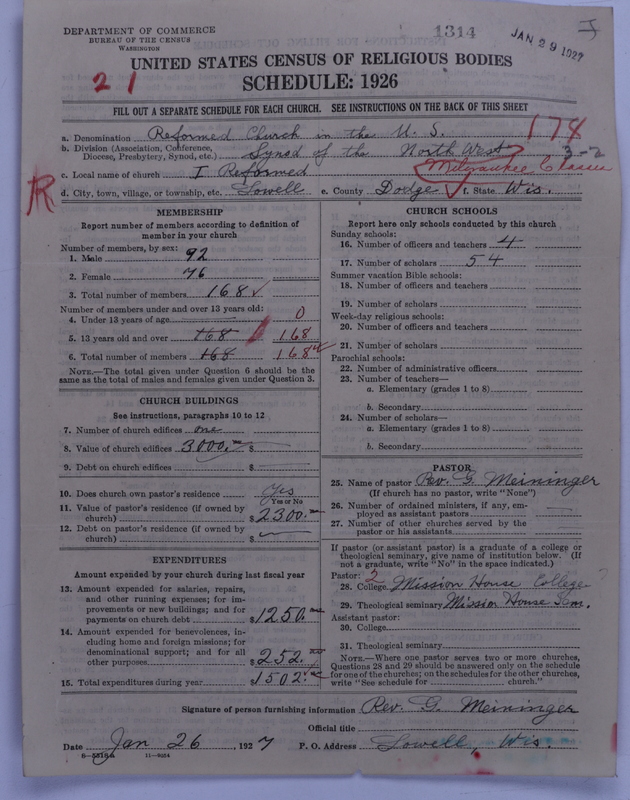 DEPARTMENT OF COMMERCE
BUREAU OF THE CENSUS
WASHINGTON
1314
JAN 29 1927
I
UNITED STATES CENSUS OF RELIGIOUS BODIES
SCHEDULE: 1926
2 1
FILL OUT A SEPARATE SCHEDULE FOR EACH CHURCH. SEE INSTRUCTIONS ON THE BACK OF THIS SHEET
a. Denomination Reformed Church in the U. S. 174
b. Division (Association, Conference, Diocese, Presbytery, Synod, etc.) Synod of the North West 3-2
Milwaukee Classis
c. Local name of church I Reformed
R
d. City, town, village, or township, etc. Lowell e. County Dodge f. State Wis.
MEMBERSHIP
Report number of members according to definition of
member in your church
Number of members, by sex:
1. Male 92
2. Female 76
3. Total number of members 168 ✓
Number of members under and over 13 years old:
4. Under 13 years of age 0
5. 13 years old and over 168 168
6. Total number of members 168 168 ✓
NOTE.—The total given under Question 6 should be the
same as the total of males and females given under Question 3.
CHURCH BUILDINGS
See instructions, paragraphs 10 to 12
7. Number of church edifices one
8. Value of church edifices 3000.— $
9. Debt on church edifices $
10. Does church own pastor's residence Yes
Yes or No
11. Value of pastor's residence (if owned by
church) $ 2300.—
12. Debt on pastor's residence (if owned by
church) $ —
EXPENDITURES
Amount expended by your church during last fiscal year
13. Amount expended for salaries, repairs,
and other running expenses; for im-
provements or new buildings; and for
payments on church debt $ 1250.
14. Amount expended for benevolences, in-
cluding home and foreign missions; for
denominational support; and for all
other purposes $ 252.
15. Total expenditures during year $ 1502.
CHURCH SCHOOLS
Report here only schools conducted by this church
Sunday schools:
16. Number of officers and teachers 4
17. Number of scholars 54
Summer vacation Bible schools:
18. Number of officers and teachers
19. Number of scholars
Week-day religious schools:
20. Number of officers and teachers
21. Number of scholars
Parochial schools:
22. Number of administrative officers
23. Number of teachers—
a. Elementary (grades 1 to 8)
b. Secondary
24. Number of scholars—
a. Elementary (grades 1 to 8)
b. Secondary
PASTOR
25. Name of pastor Rev. G. Meininger
(If church has no pastor, write "None")
26. Number of ordained ministers, if any, em-
ployed as assistant pastors —
27. Number of other churches served by the
pastor or his assistants
If pastor (or assistant pastor) is a graduate of a college or
theological seminary, give name of institution below. (If
not a graduate, write "No" in the space indicated.)
Pastor: 2
28. College Mission House College ?
29. Theological seminary Mission House Sem.
Assistant pastor:
30. College
31. Theological seminary
NOTE.—Where one pastor serves two or more churches,
Questions 28 and 29 should be answered only on the schedule
for one of the churches; on the schedules for the other churches,
write "See schedule for church."
Signature of person furnishing information Rev. G. Meininger
Official title
Date Jan 26, 1927 P. O. Address Lowell, Wis.
8—5318a 11—9054